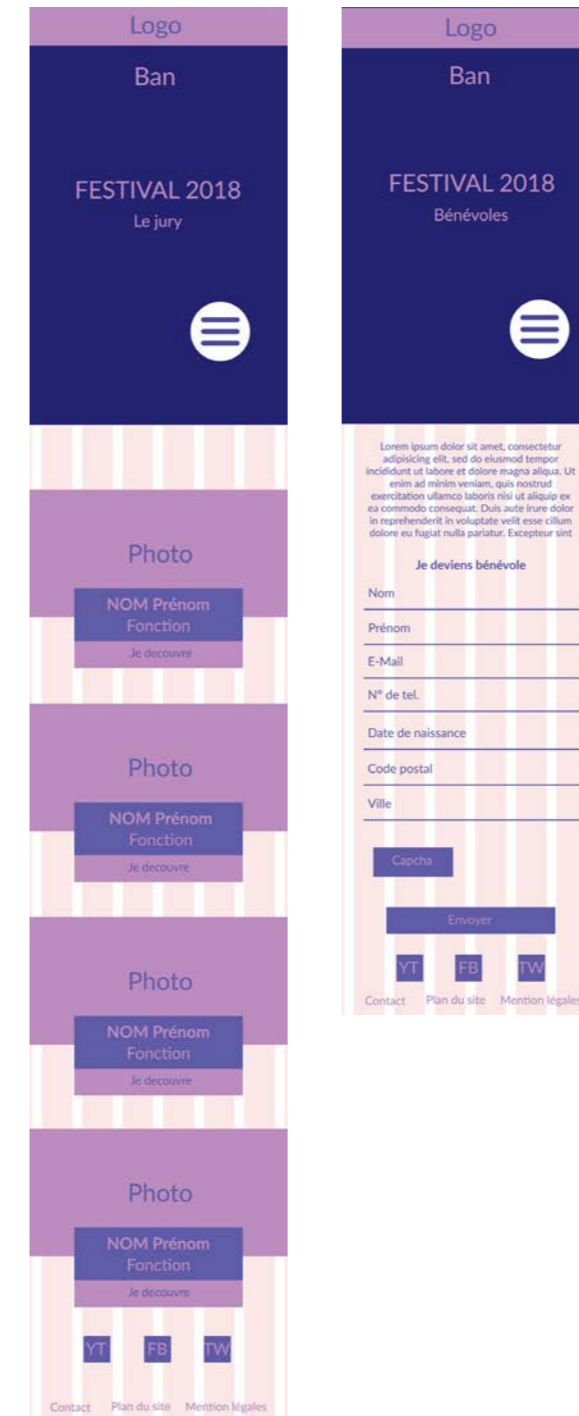 Logo
Ban
FESTIVAL 2018
Le jury
Photo
NOM Prénom
Fonction
Je decouvre
Photo
NOM Prénom
Fonction
Je decouvre
Photo
NOM Prénom
Fonction
Je decouvre
Photo
NOM Prénom
Fonction
Je decouvre
YT FB TW
Contact Plan du site Mention légales
Logo
Ban
FESTIVAL 2018
Bénévoles
Lorem ipsum dolor sit amet, consectetur
adipisicing elit, sed do eiusmod tempor
incididunt ut labore et dolore magna aliqua. Ut
enim ad minim veniam, quis nostrud
exercitation ullamco laboris nisi ut aliquip ex
ea commodo consequat. Duis aute irure dolor
in reprehenderit in voluptate velit esse cillum
dolore eu fugiat nulla pariatur. Excepteur sint
Je deviens bénévole
Nom
Prénom
E-Mail
N° de tel.
Date de naissance
Code postal
Ville
Capcha
Envoyer
YT FB TW
Contact Plan du site Mention légales